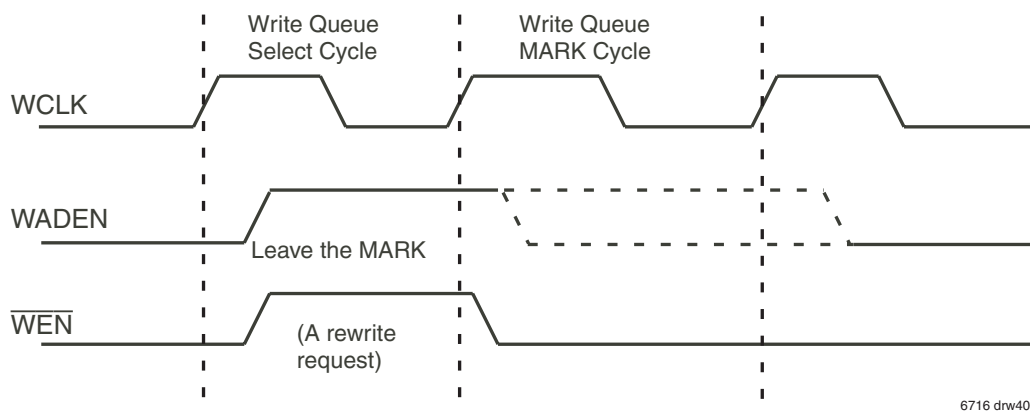 Write Queue
Select Cycle
Write Queue
MARK Cycle
WCLK
WADEN
Leave the MARK
WEN
(A rewrite
request)
6716 drw40